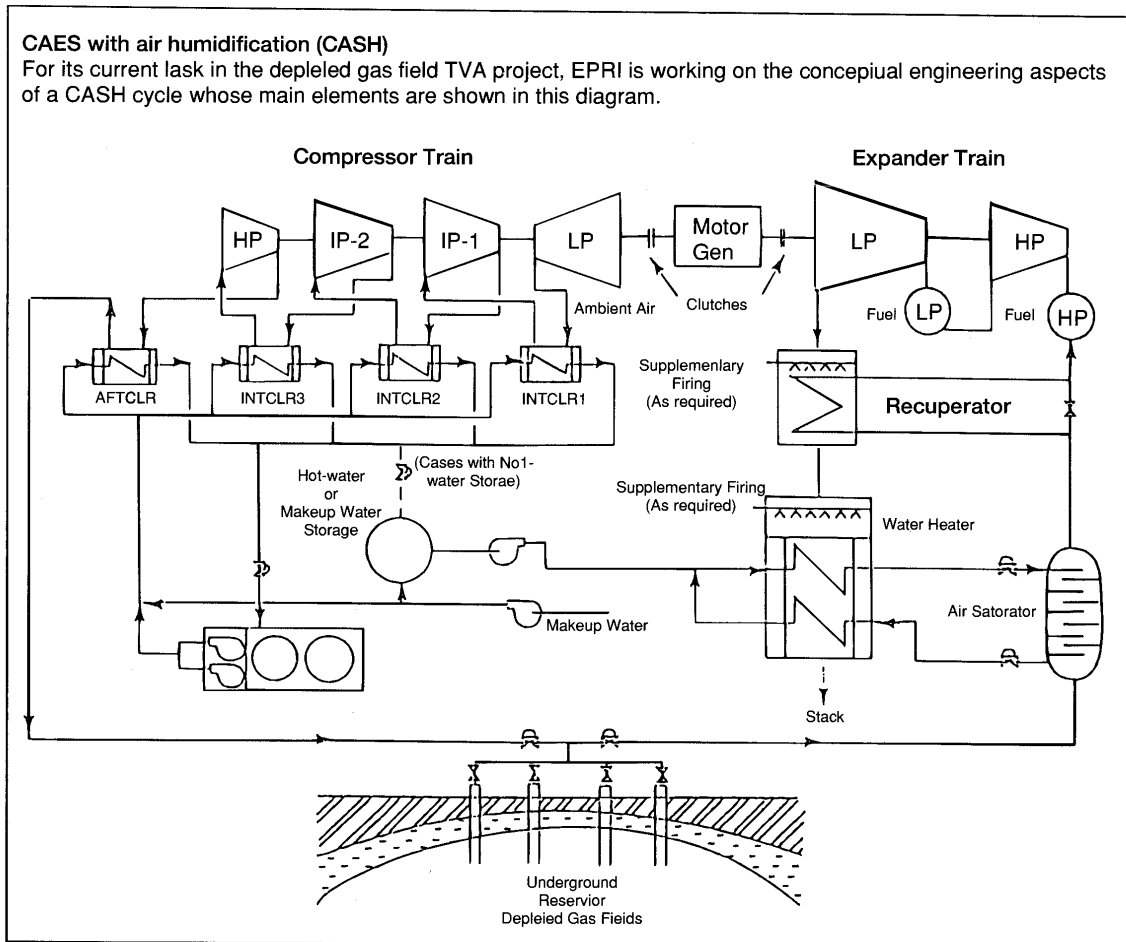 CAES with air humidification (CASH)
For its current lask in the depleled gas field TVA project, EPRI is working on the concepiual engineering aspects
of a CASH cycle whose main elements are shown in this diagram.
Compressor Train
Expander Train
HP
IP-2
IP-1
LP
Motor
Gen
LP
HP
Ambient Air
Clutches
Fuel
LP
Fuel
HP
AFTCLR
INTCLR3
INTCLR2
INTCLR1
Supplemenlary
Firing
(As required)
Recuperator
(Cases with No1-
water Storae)
Hot-water
or
Makeup Water
Storage
Supplementary Firing
(As required)
Water Heater
Air Satorator
Makeup Water
Stack
Underground
Reservior
Depleied Gas Fieids